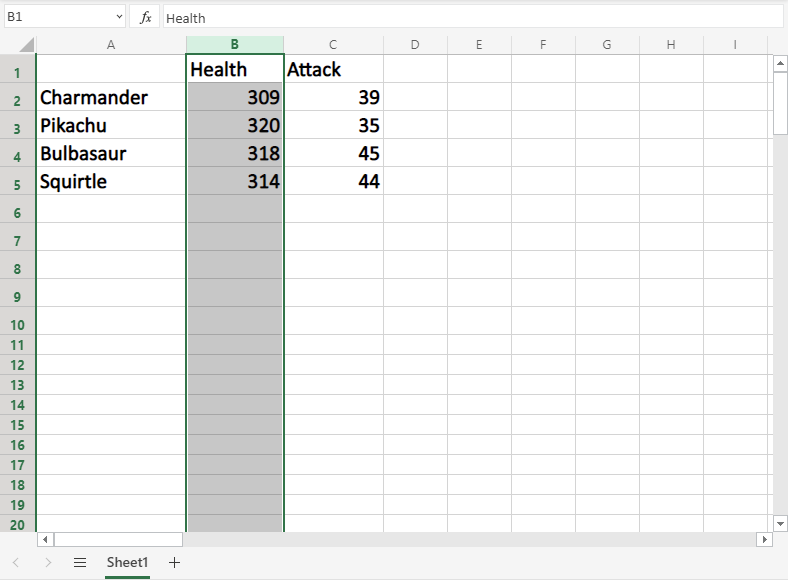 B1 fx Health
A B C D E F G H I
1 Health Attack
2 Charmander 309 39
3 Pikachu 320 35
4 Bulbasaur 318 45
5 Squirtle 314 44
6
7
8
9
10
11
12
13
14
15
16
17
18
19
20
Sheet1